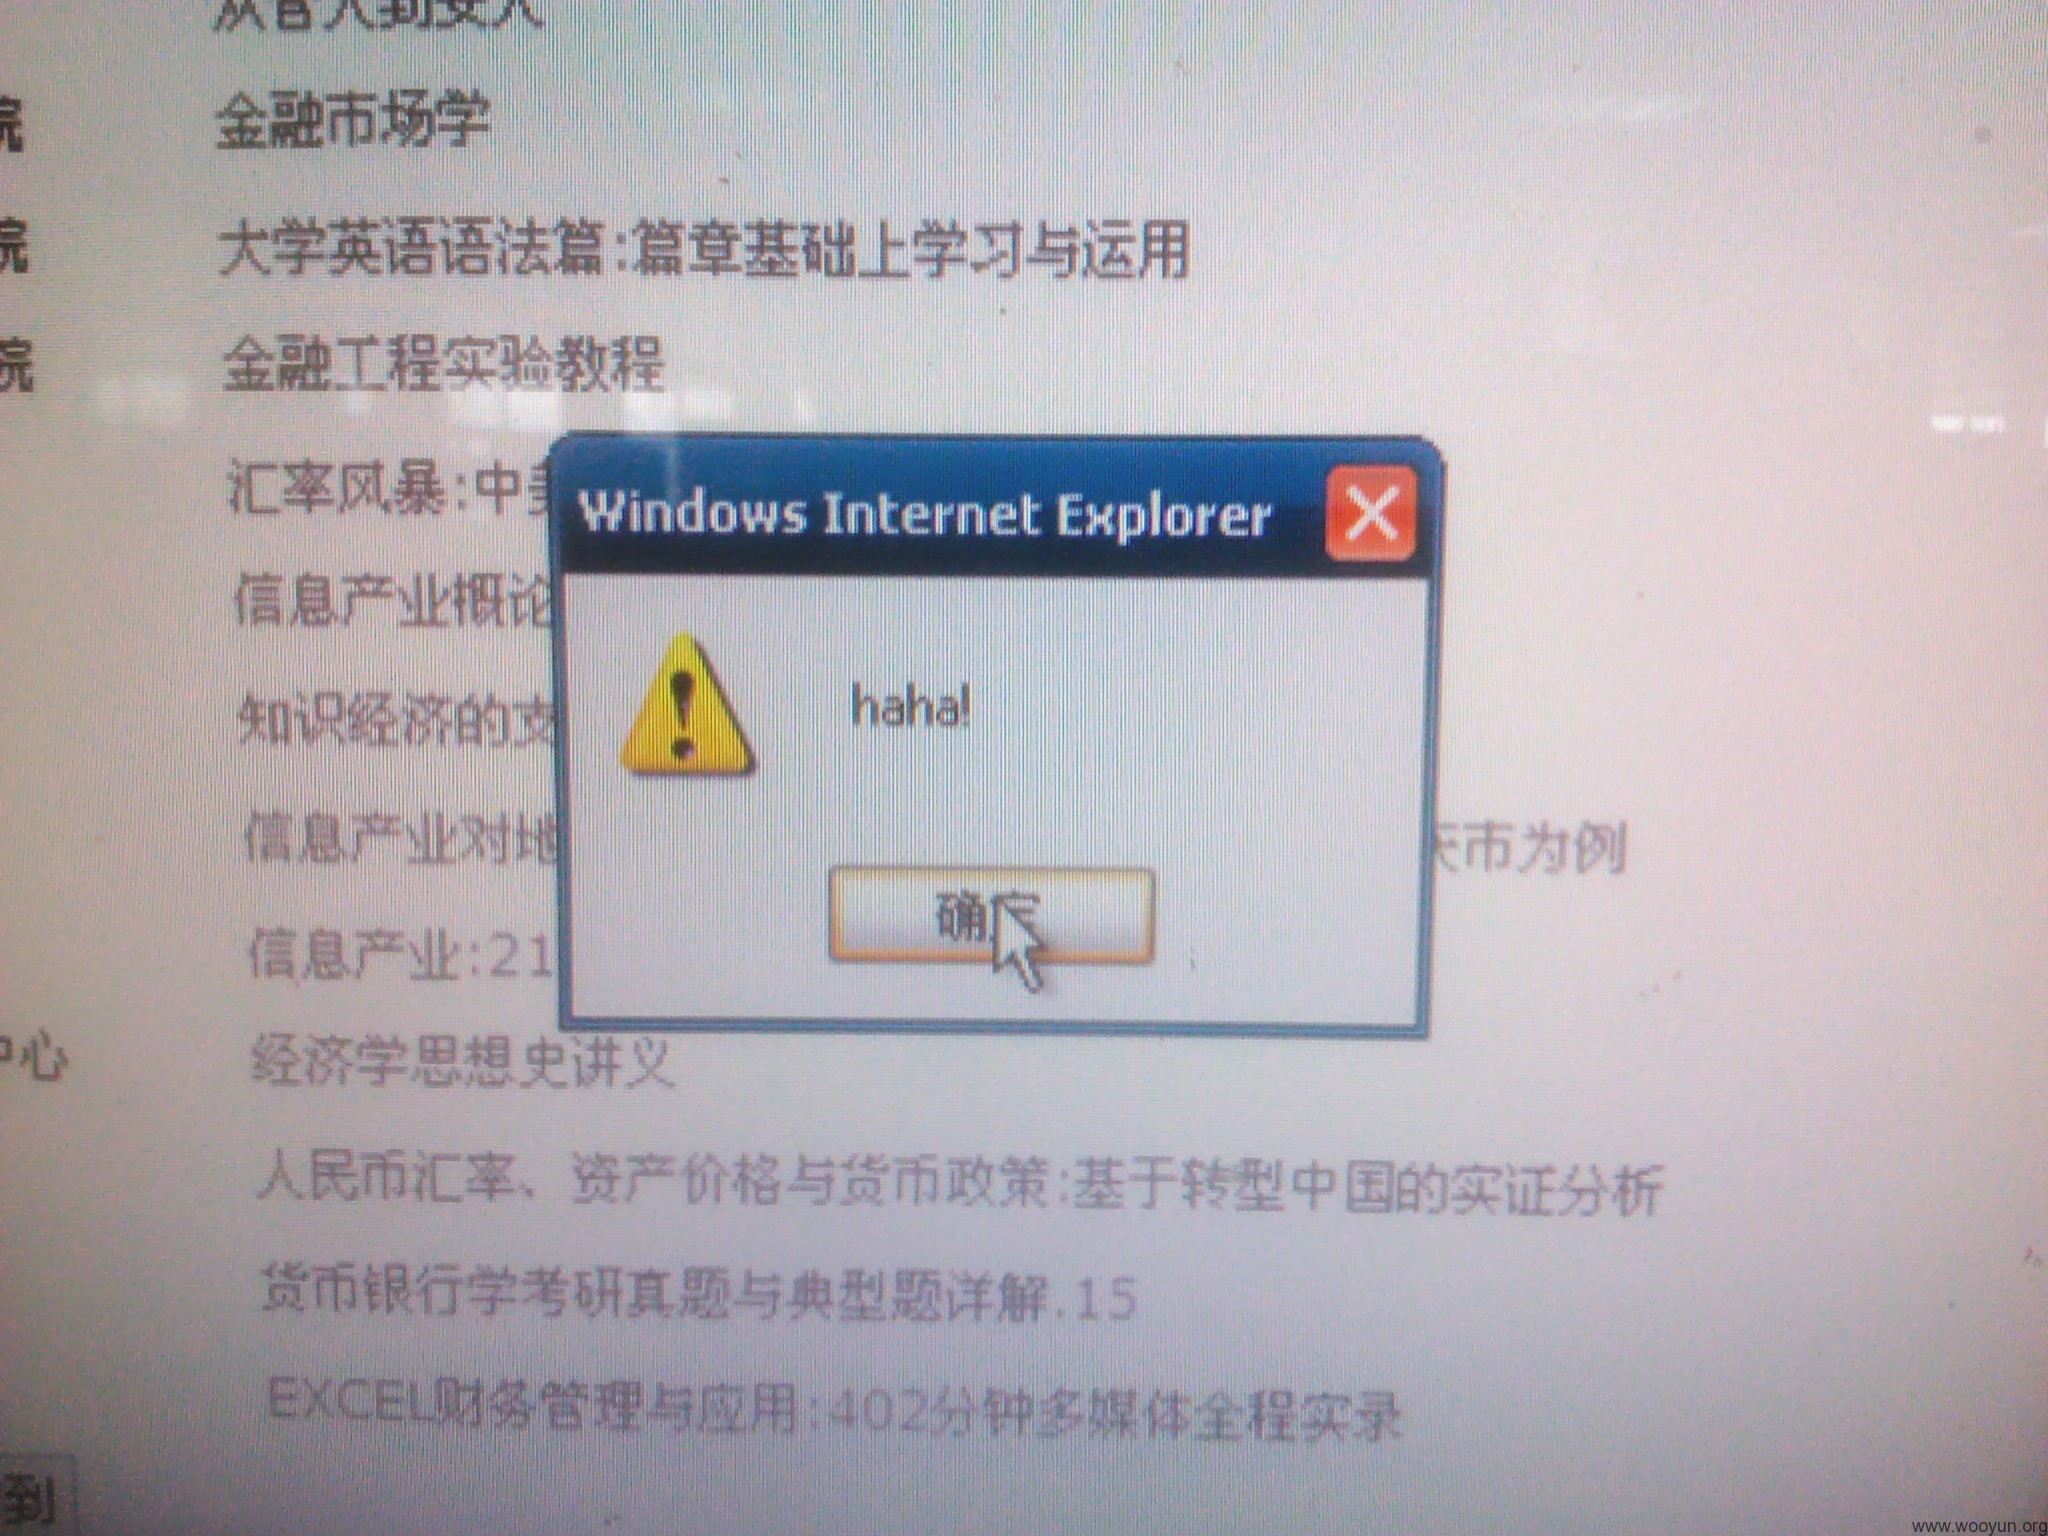 从盲人到女人
院 金融市场学
院 大学英语语法篇:篇章基础上学习与运用
院 金融工程实验教程
汇率风暴:中美
Windows Internet Explorer
信息产业概论
haha!
知识经济的支
信息产业对地 庆市为例
确定
信息产业:21
中心 经济学思想史讲义
人民币汇率、资产价格与货币政策:基于转型中国的实证分析
货币银行学考研真题与典型题详解.15
EXCEL财务管理与应用:402分钟多媒体全程实录
到
www.wooyun.org